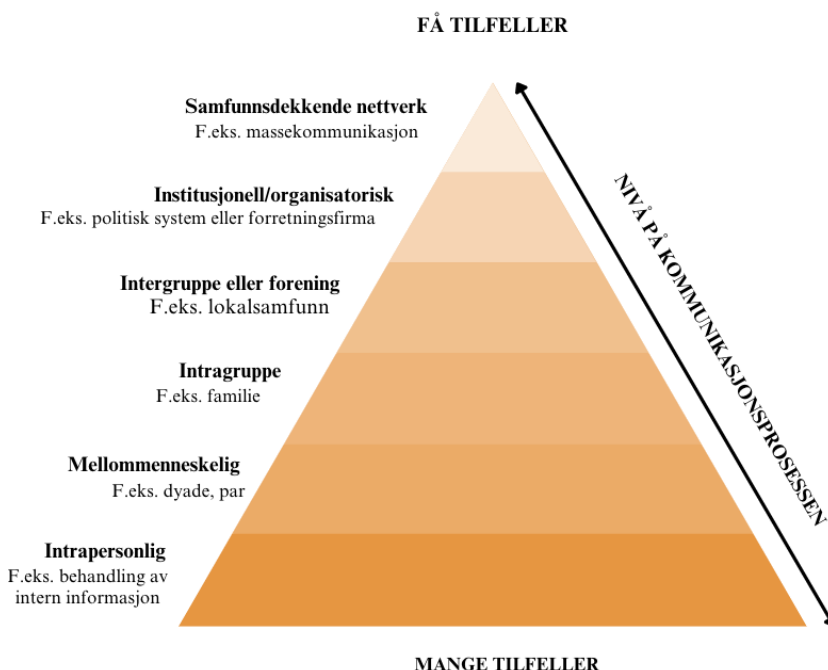 FÅ TILFELLER
Samfunnsdekkende nettverk
F.eks. massekommunikasjon
Institusjonell/organisatorisk
F.eks. politisk system eller forretningsfirma
Intergruppe eller forening
F.eks. lokalsamfunn
Intragruppe
F.eks. familie
Mellommenneskelig
F.eks. dyade, par
Intrapersonlig
F.eks. behandling av
intern informasjon
NIVÅ PÅ KOMMUNIKASJONSPROSESSEN
MANGE TILFELLER